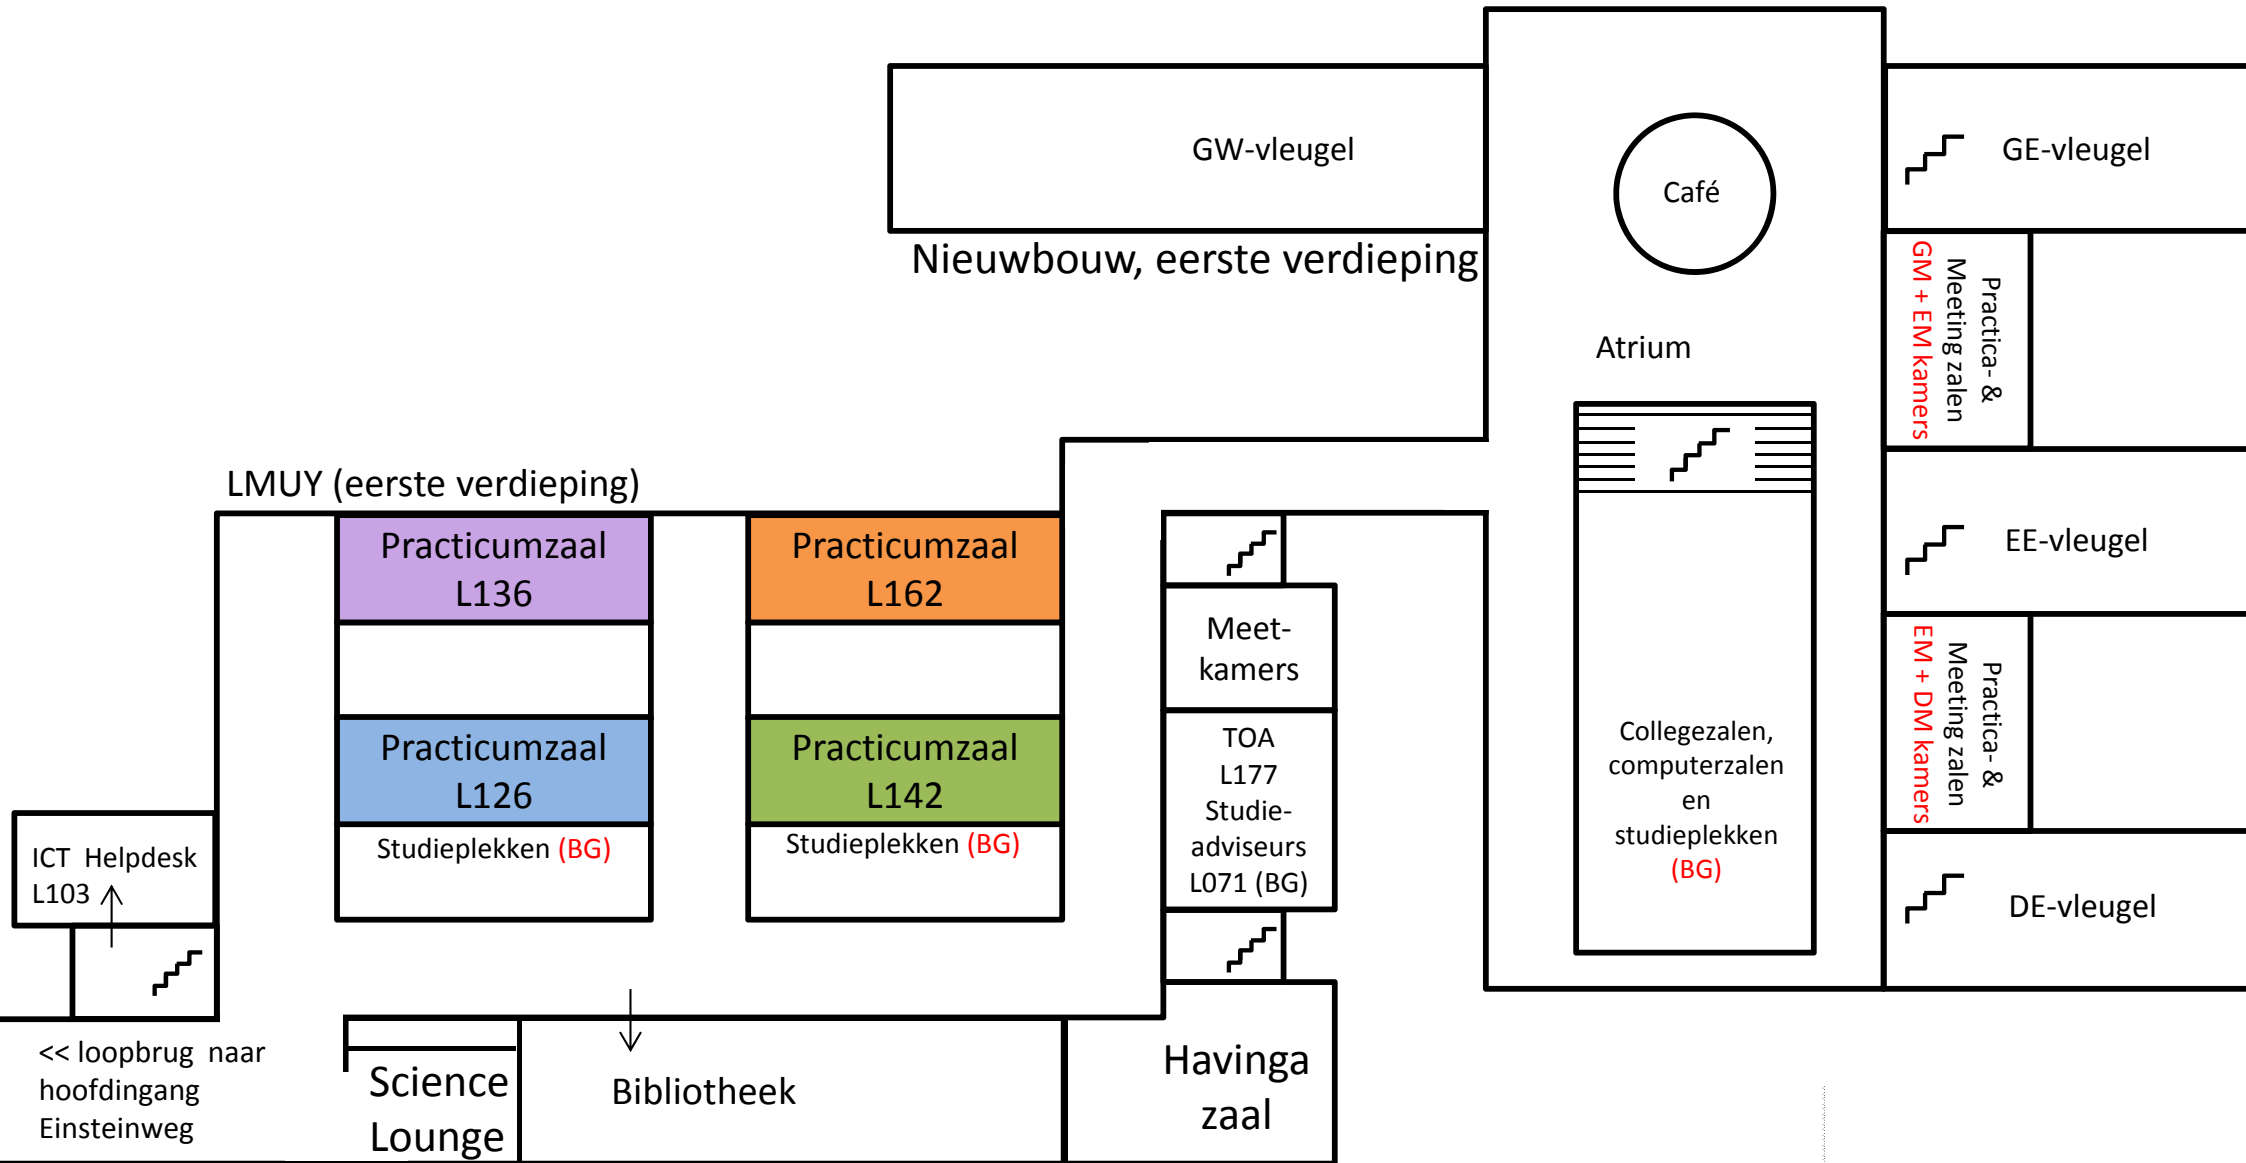 GW-vleugel
Café
GE-vleugel
Nieuwbouw, eerste verdieping
Practica- &
Meeting zalen
GM + EM kamers
Atrium
LMUY (eerste verdieping)
Practicumzaal
L136
Practicumzaal
L162
EE-vleugel
Meet-
kamers
Practicumzaal
L126
Practicumzaal
L142
Studieplekken (BG)
Studieplekken (BG)
TOA
L177
Studie-
adviseurs
L071 (BG)
Collegezalen,
computerzalen
en
studieplekken
(BG)
Practica- &
Meeting zalen
EM + DM kamers
DE-vleugel
ICT Helpdesk
L103
<< loopbrug naar
hoofdingang
Einsteinweg
Science
Lounge
Bibliotheek
Havinga
zaal